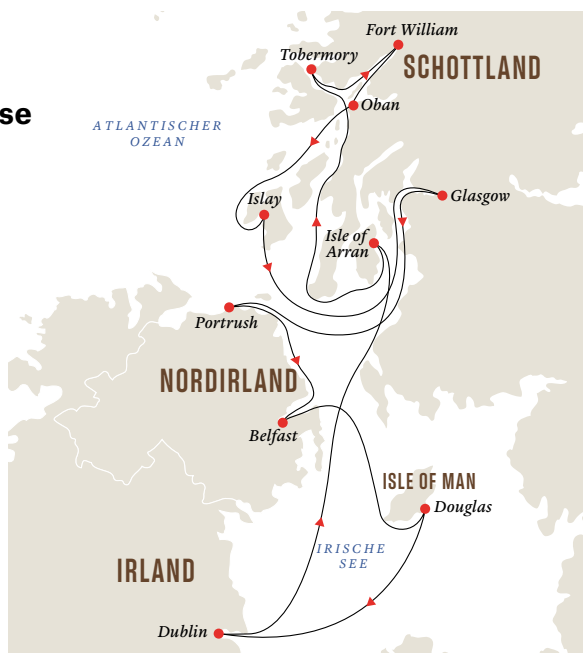 Fort William
Tobermory
SCHOTTLAND
se
Oban
ATLANTISCHER
OZEAN
Glasgow
Islay
Isle of
Arran
Portrush
NORDIRLAND
Belfast
ISLE OF MAN
Douglas
IRISCHE
SEE
IRLAND
Dublin